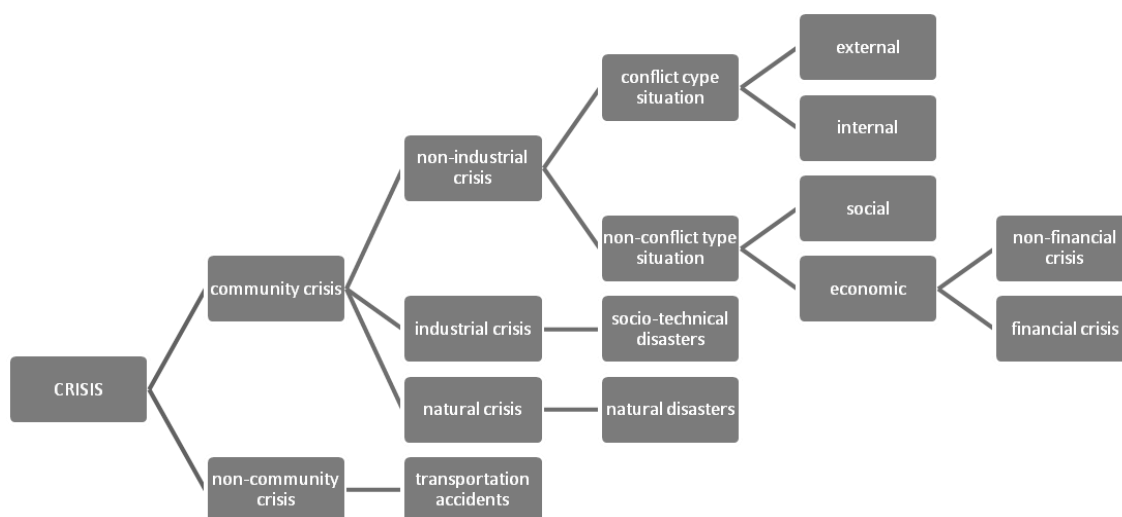 external
conflict cype
situation
internal
non-industrial
crisis
social
non-conflict type
situation
non-financial
crisis
community crisis
economic
industrial crisis
socio-technical
disasters
financial crisis
CRISIS
natural crisis
natural disasters
non-community
crisis
transportation
accidents